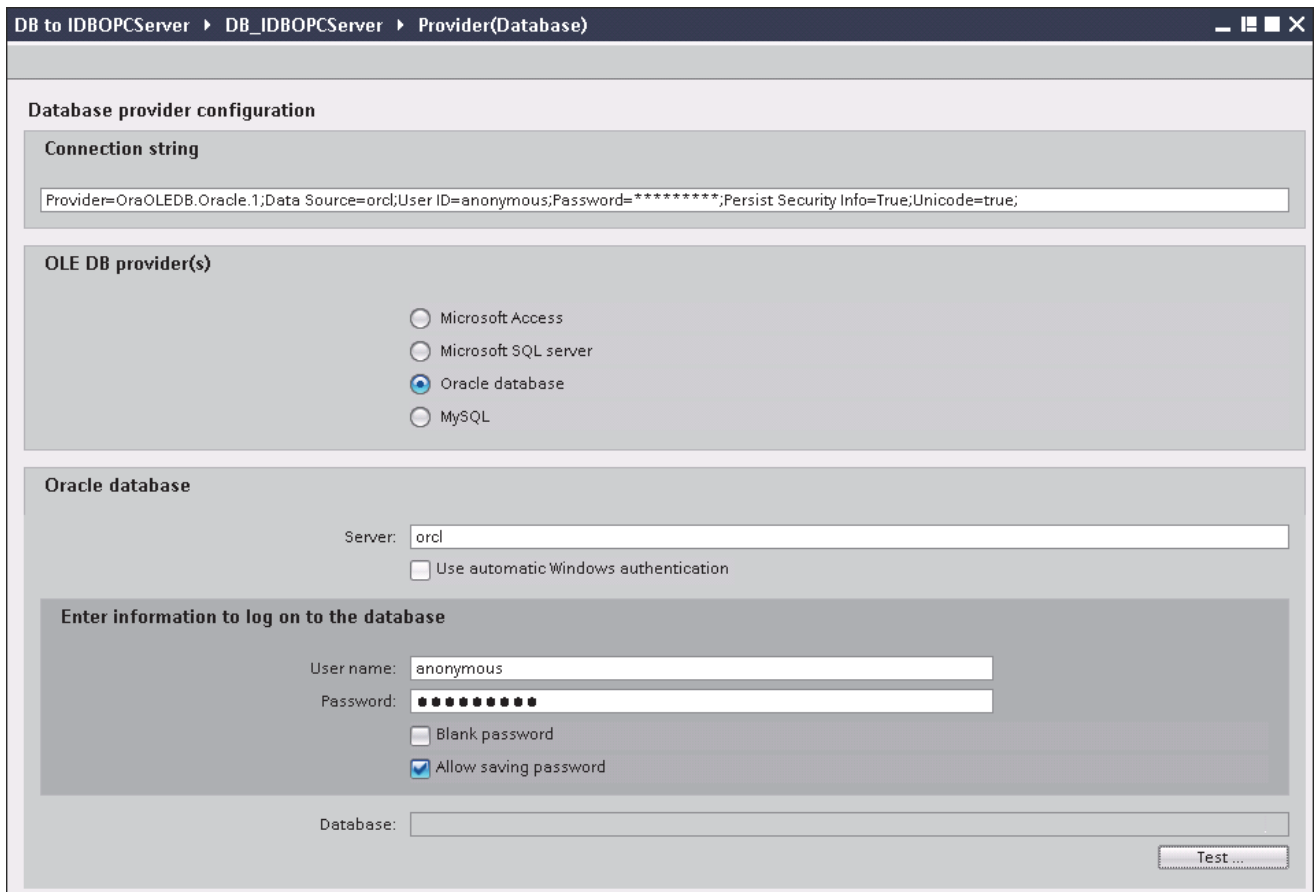 DB to IDBOPCServer ▸ DB_IDBOPCServer ▸ Provider(Database)
Database provider configuration
Connection string
Provider=OraOLEDB.Oracle.1;Data Source=orcl;User ID=anonymous;Password=*********;Persist Security Info=True;Unicode=true;
OLE DB provider(s)
Microsoft Access
Microsoft SQL server
Oracle database
MySQL
Oracle database
Server: orcl
Use automatic Windows authentication
Enter information to log on to the database
User name: anonymous
Password: ●●●●●●●●●
Blank password
Allow saving password
Database:
Test ...